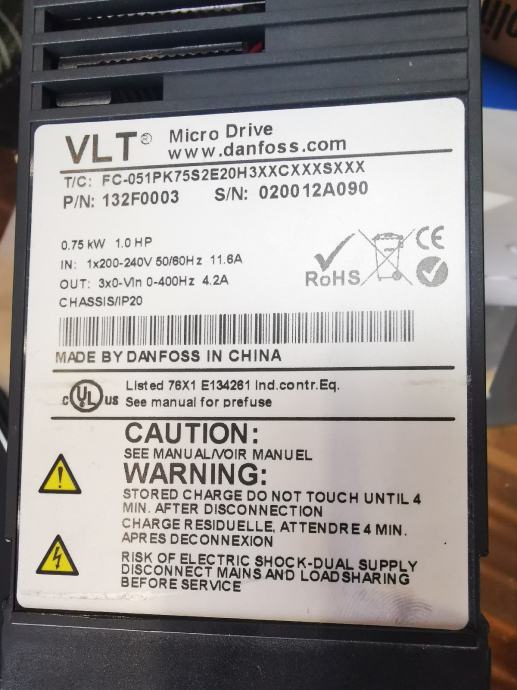 VLT® Micro Drive
www.danfoss.com
T/C: FC-051PK75S2E20H3XXCXXXSXXX
P/N: 132F0003 S/N: 020012A090
0.75 kW 1.0 HP
IN: 1x200-240V 50/60Hz 11.6A
OUT: 3x0-Vin 0-400Hz 4.2A
CHASSIS/IP20
RoHS CE
MADE BY DANFOSS IN CHINA
c UL us Listed 76X1 E134261 Ind.contr.Eq.
See manual for prefuse
CAUTION:
SEE MANUAL/VOIR MANUEL
WARNING:
STORED CHARGE DO NOT TOUCH UNTIL 4
MIN. AFTER DISCONNECTION
CHARGE RESIDUELLE, ATTENDRE 4 MIN.
APRES DECONNEXION
RISK OF ELECTRIC SHOCK-DUAL SUPPLY
DISCONNECT MAINS AND LOADSHARING
BEFORE SERVICE